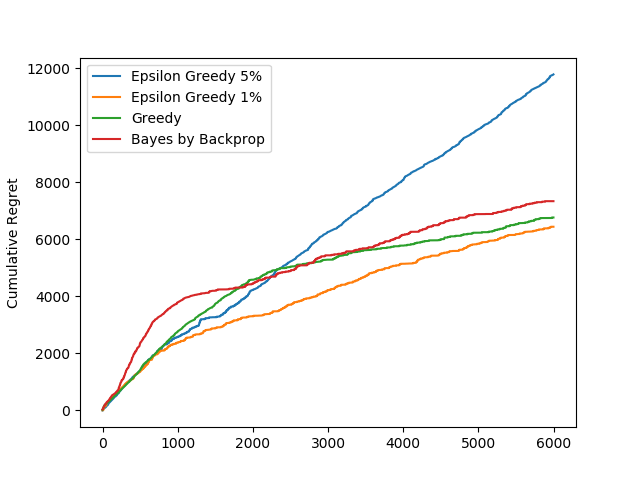 12000
10000
8000
6000
4000
2000
0
Cumulative Regret
Epsilon Greedy 5%
Epsilon Greedy 1%
Greedy
Bayes by Backprop
0 1000 2000 3000 4000 5000 6000